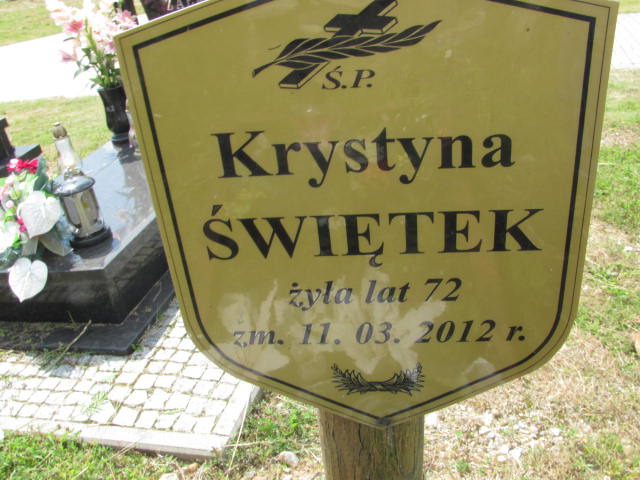 Ś.P.
Krystyna
ŚWIĘTEK
żyła lat 72
zm. 11. 03. 2012 r.